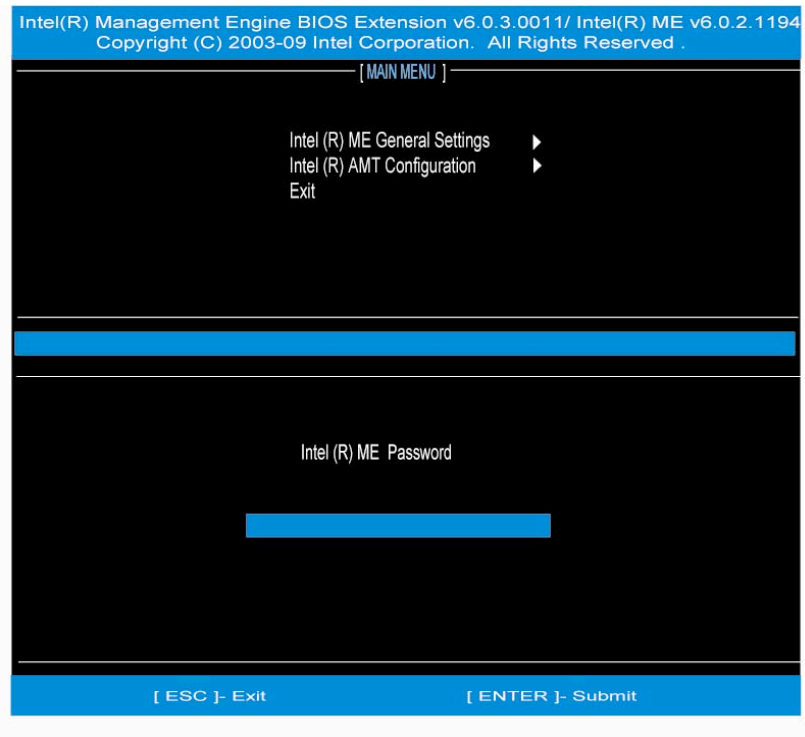 Intel(R) Management Engine BIOS Extension v6.0.3.0011/ Intel(R) ME v6.0.2.1194
Copyright (C) 2003-09 Intel Corporation. All Rights Reserved .
[ MAIN MENU ]
Intel (R) ME General Settings
Intel (R) AMT Configuration
Exit
Intel (R) ME Password
[ ESC ]- Exit [ ENTER ]- Submit